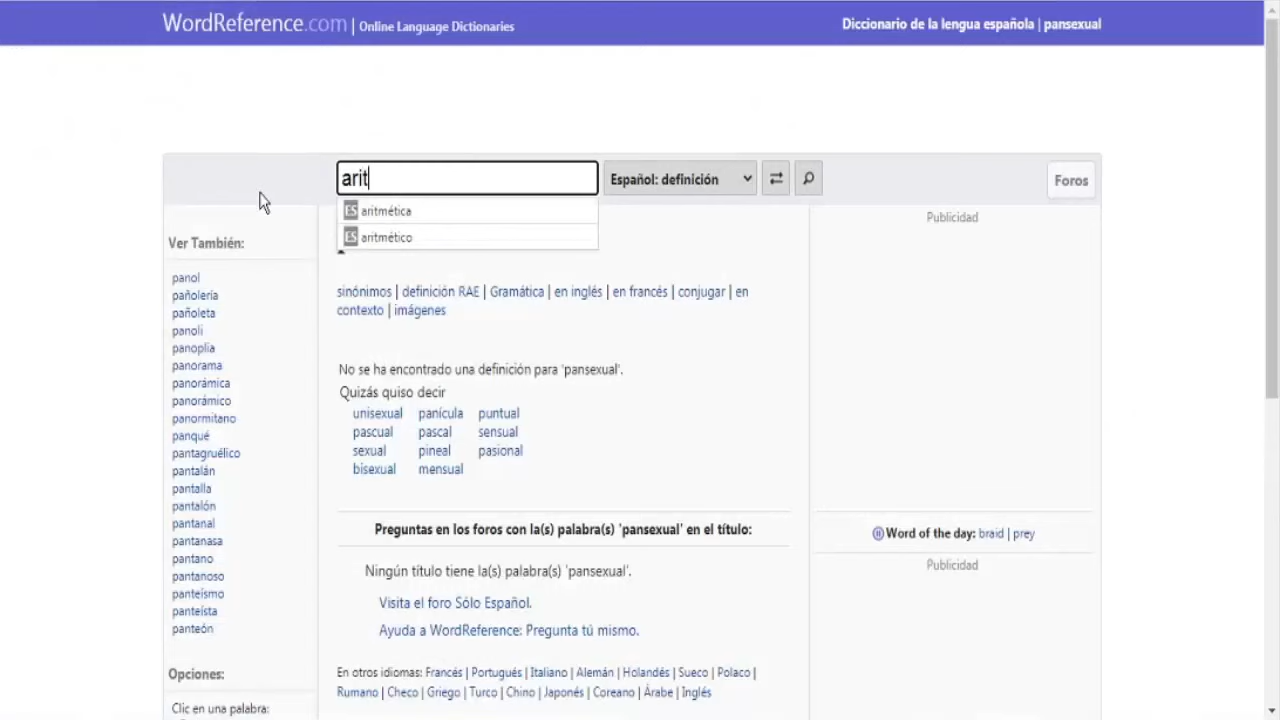 WordReference.com | Online Language Dictionaries
Diccionario de la lengua española | pansexual
arit
Español: definición
Foros
ES aritmética
ES aritmético
Publicidad
Ver También:
panol
pañolería
pañoleta
panoli
panoplia
panorama
panorámica
panorámico
panormitano
panqué
pantagruélico
pantalán
pantalla
pantalón
pantanal
pantanasa
pantano
pantanoso
panteísmo
panteísta
panteón
Opciones:
Clic en una palabra:
sinónimos | definición RAE | Gramática | en inglés | en francés | conjugar | en
contexto | imágenes
No se ha encontrado una definición para 'pansexual'.
Quizás quiso decir
unisexual panícula puntual
pascual pascal sensual
sexual pineal pasional
bisexual mensual
Preguntas en los foros con la(s) palabra(s) 'pansexual' en el título:
Ningún título tiene la(s) palabra(s) 'pansexual'.
Visita el foro Sólo Español.
Ayuda a WordReference: Pregunta tú mismo.
En otros idiomas: Francés | Portugués | Italiano | Alemán | Holandés | Sueco | Polaco |
Rumano | Checo | Griego | Turco | Chino | Japonés | Coreano | Árabe | Inglés
Word of the day: braid | prey
Publicidad